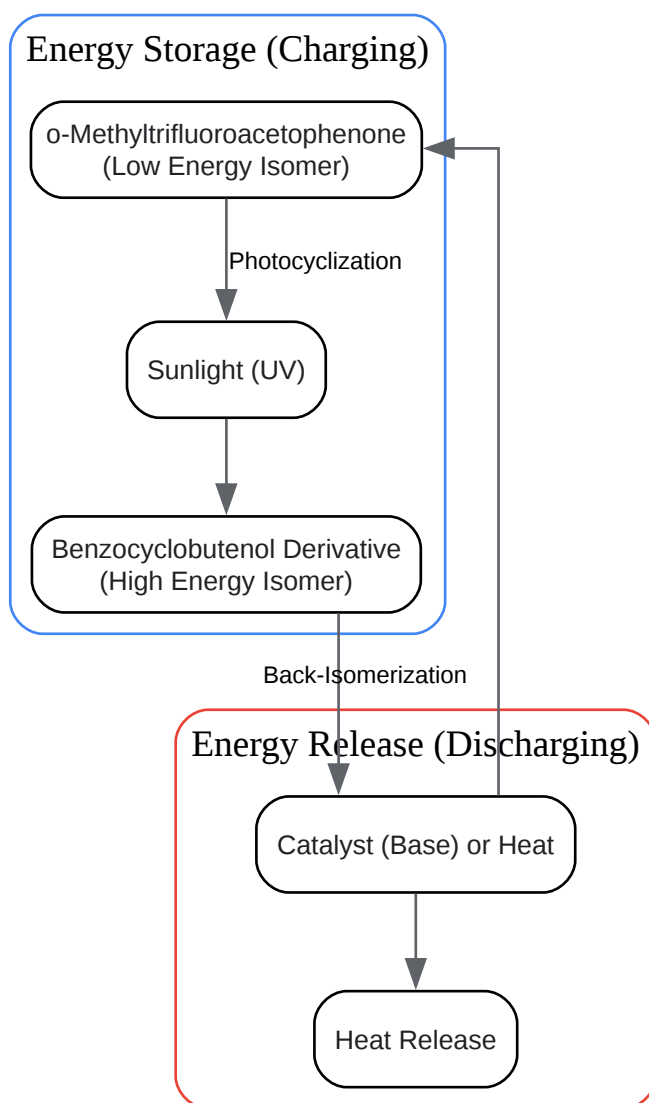 Energy Storage (Charging)
o-Methyltrifluoroacetophenone
(Low Energy Isomer)
Photocyclization
Sunlight (UV)
Benzocyclobutenol Derivative
(High Energy Isomer)
Back-Isomerization
Energy Release (Discharging)
Catalyst (Base) or Heat
Heat Release